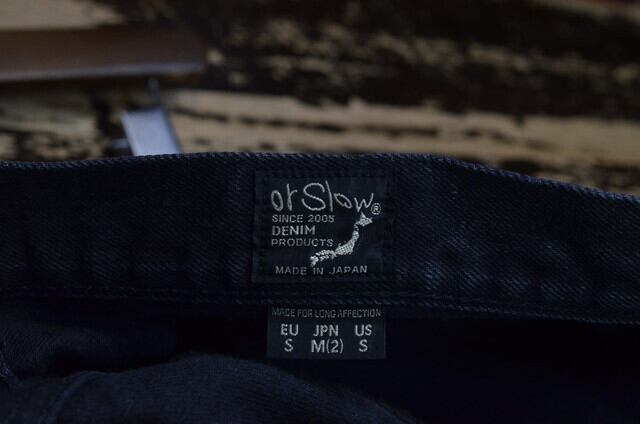 orSlow®
SINCE 2005
DENIM
PRODUCTS
MADE IN JAPAN
MADE FOR LONG AFFECTION
EU JPN US
S M(2) S